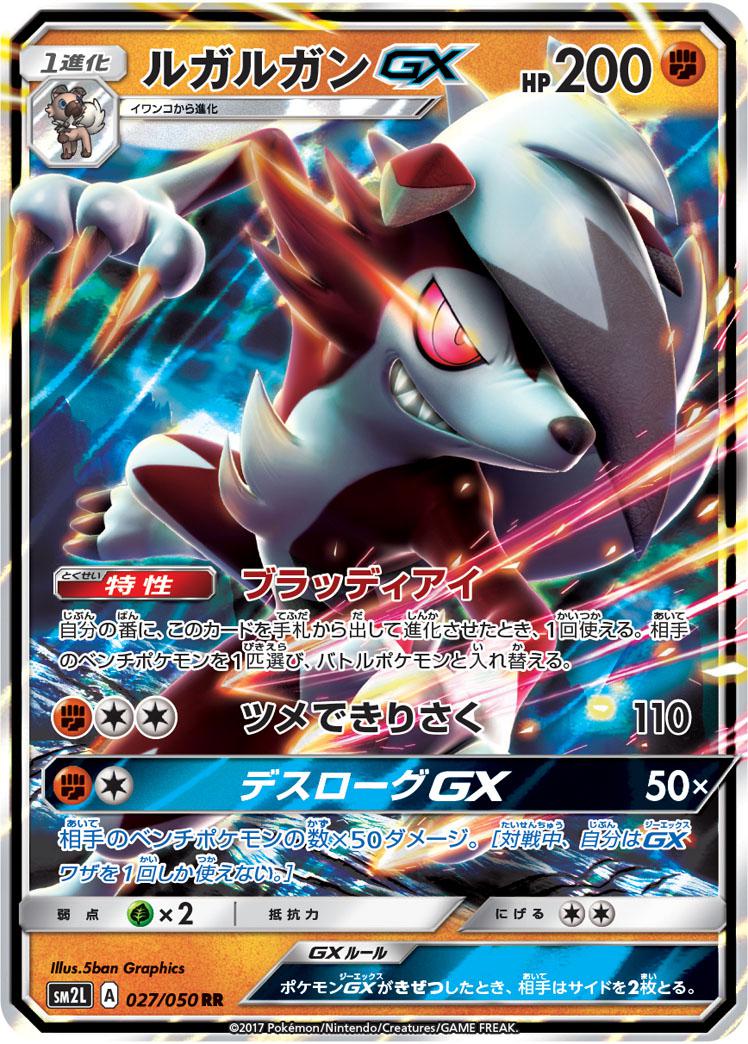 1進化
ルガルガンGX
HP200
イワンコから進化
とくせい
特性
ブラッディアイ
自分の番に、このカードを手札から出して進化させたとき、1回使える。相手
のベンチポケモンを1匹選び、バトルポケモンと入れ替える。
ツメできりさく 110
デスローグGX 50×
相手のベンチポケモンの数×50ダメージ。[対戦中、自分はGX
ワザを1回しか使えない。]
弱点 ×2 抵抗力 にげる
GXルール
ポケモンGXがきぜつしたとき、相手はサイドを2枚とる。
Illus.5ban Graphics
SM2L A 027/050 RR
©2017 Pokémon/Nintendo/Creatures/GAME FREAK.